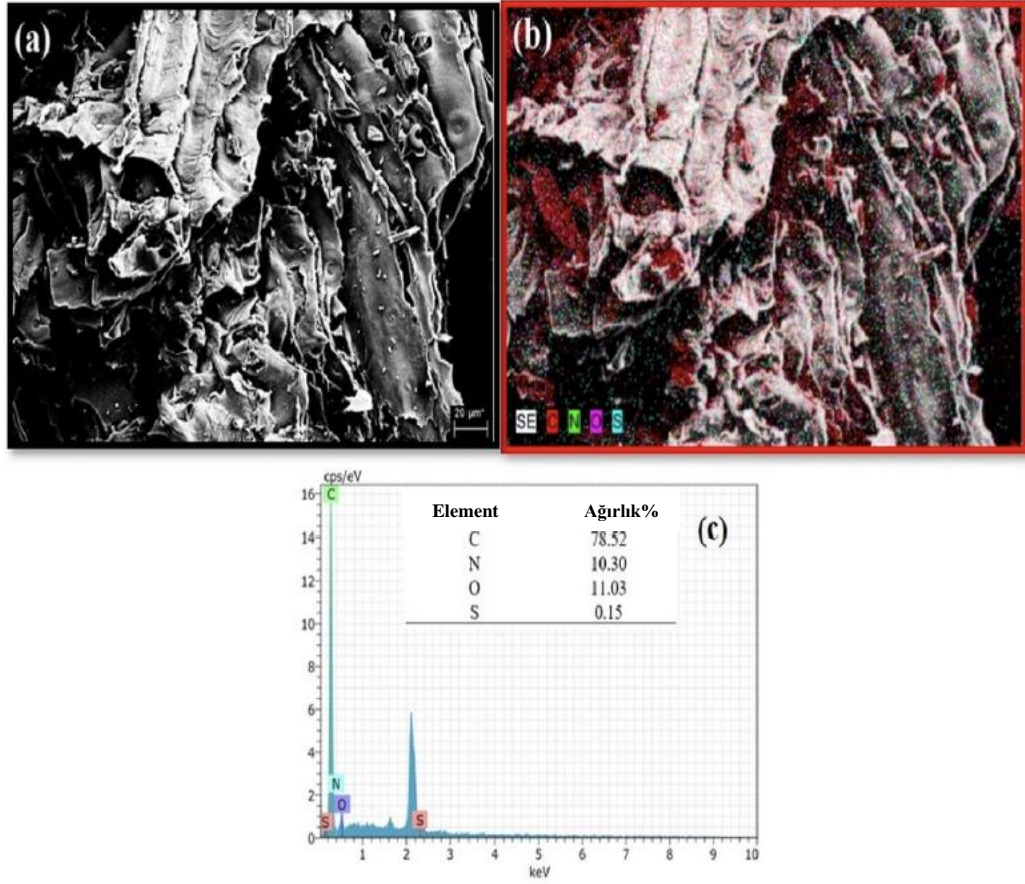 (a)
20 µm
(b)
SE C N O S
cps/eV
Element Ağırlık%
C 78.52
N 10.30
O 11.03
S 0.15
(c)
16
14
12
10
8
6
4
2
0
C
N
O
S
S
1 2 3 4 5 6 7 8 9 10
keV